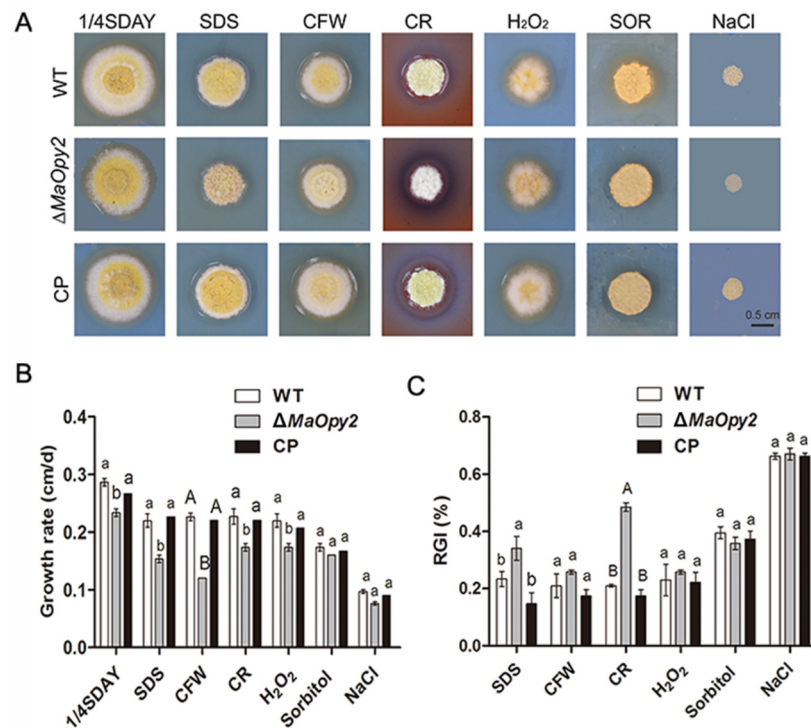 A
1/4SDAY SDS CFW CR H₂O₂ SOR NaCl
WT
ΔMaOpy2
CP
0.5 cm
B
WT
ΔMaOpy2
CP
Growth rate (cm/d)
0.4
0.3
0.2
0.1
0.0
a b a
a b a
A B A
a b a
a b a
a a a
a a a
1/4SDAY SDS CFW CR H₂O₂ Sorbitol NaCl
C
WT
ΔMaOpy2
CP
RGI (%)
0.8
0.6
0.4
0.2
0.0
b a b
a a a
B A B
a a a
a a a
a a a
SDS CFW CR H₂O₂ Sorbitol NaCl